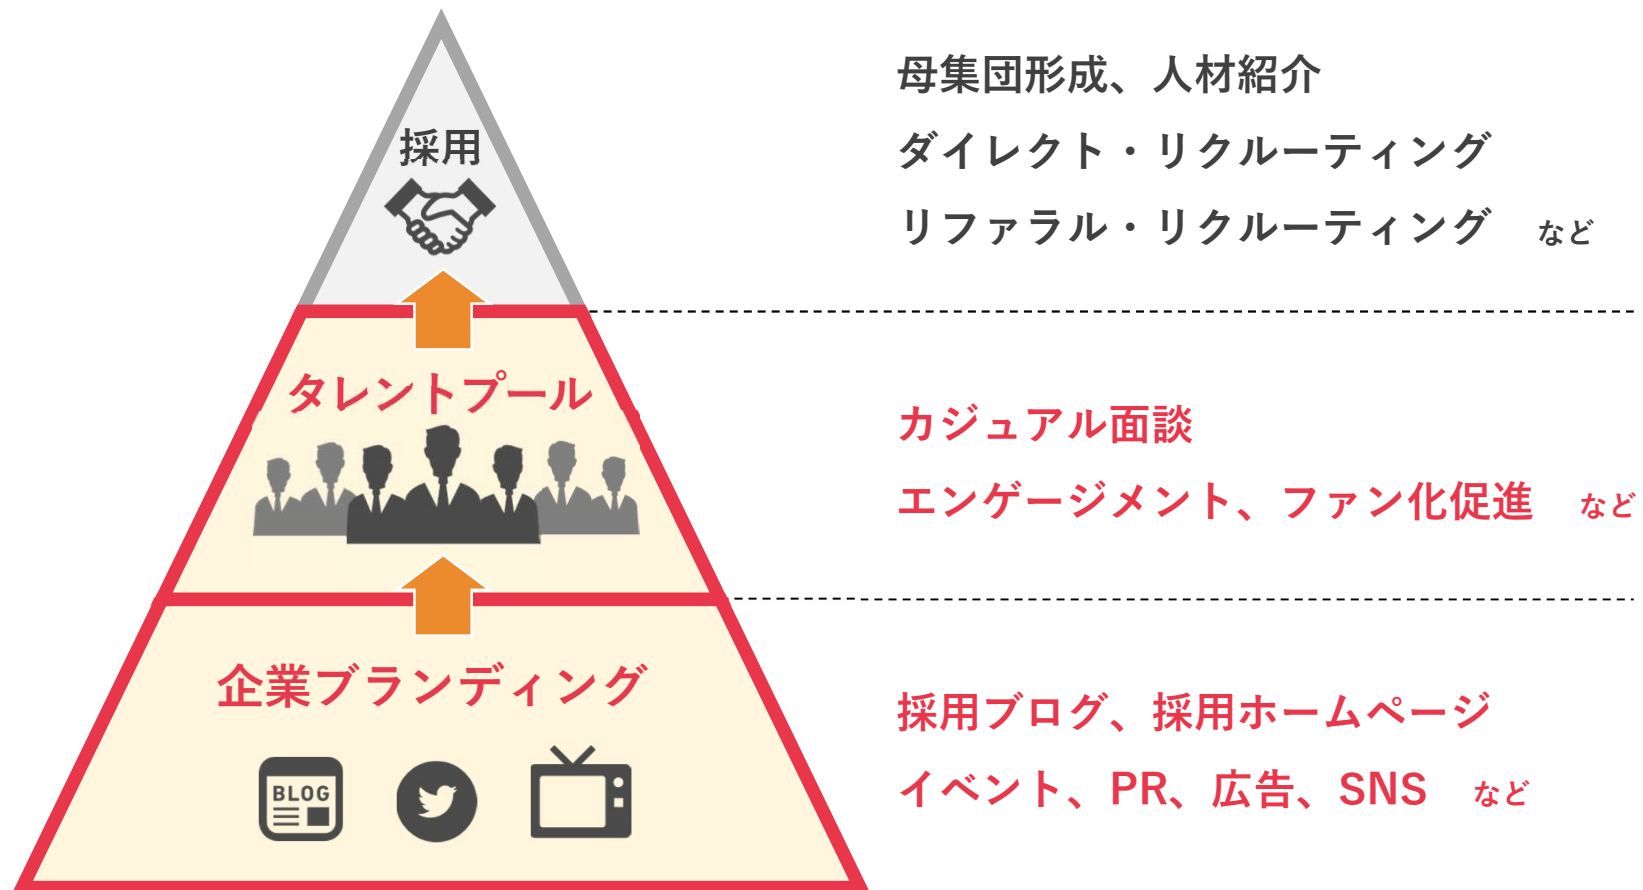 採用
母集団形成、人材紹介
ダイレクト・リクルーティング
リファラル・リクルーティング など
タレントプール
カジュアル面談
エンゲージメント、ファン化促進 など
企業ブランディング
BLOG
採用ブログ、採用ホームページ
イベント、PR、広告、SNS など